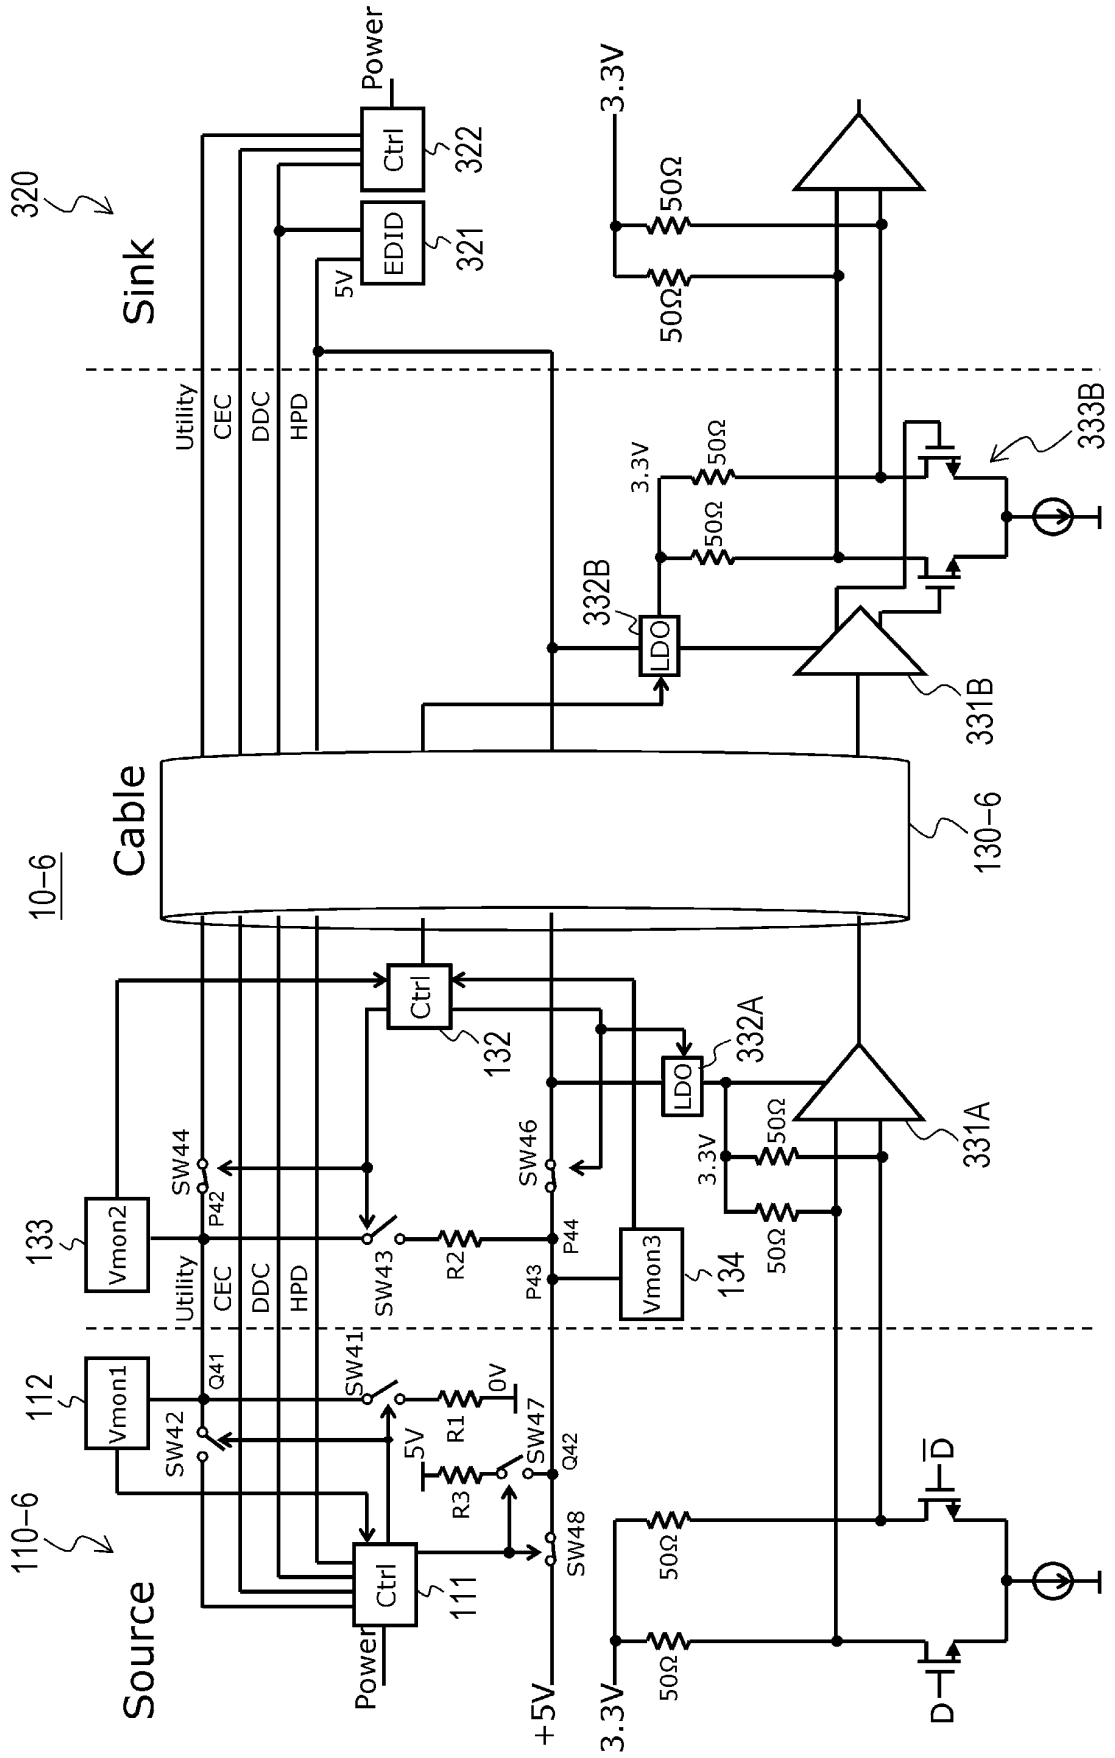 10-6
Source
110-6
Cable
Sink
320
112
Vmon1
133
Vmon2
SW42
Q41
Utility
CEC
DDC
HPD
P42
SW44
Utility
CEC
DDC
HPD
Power
Ctrl
111
SW41
R1
0V
5V
R3
SW47
Q42
SW48
+5V
SW43
R2
P43
P44
SW46
Ctrl
132
Vmon3
134
LDO
332A
3.3V
50Ω
50Ω
331A
130-6
5V
EDID
321
Ctrl
322
Power
332B
LDO
3.3V
50Ω
50Ω
331B
333B
3.3V
50Ω
50Ω
3.3V
50Ω
50Ω
D
D̅